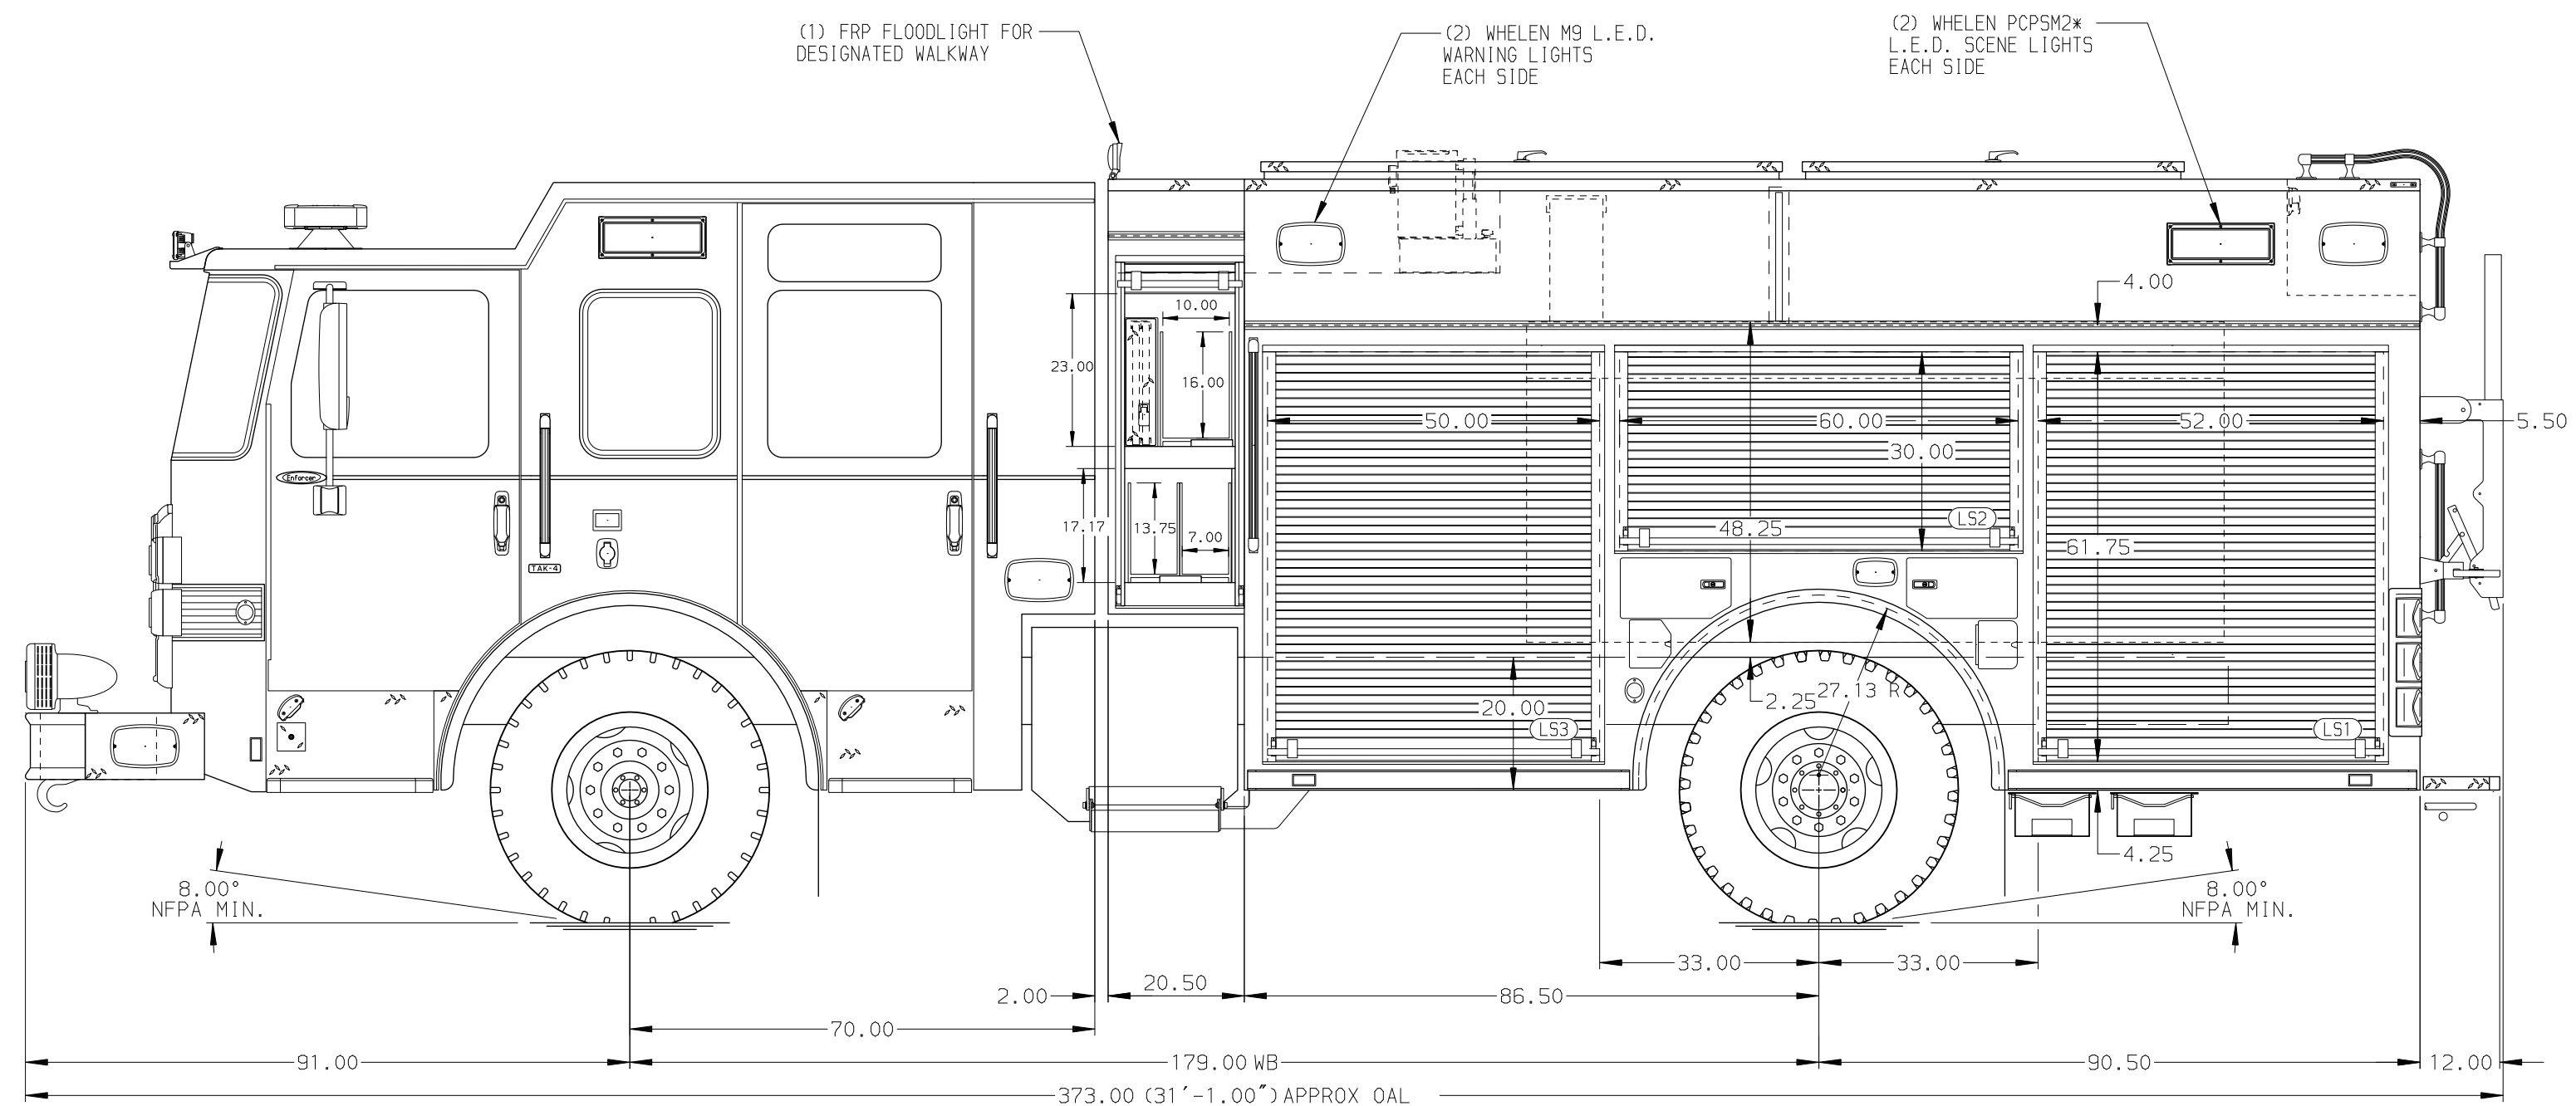 (1) FRP FLOODLIGHT FOR
DESIGNATED WALKWAY
(2) WHELEN M9 L.E.D.
WARNING LIGHTS
EACH SIDE
(2) WHELEN PCPSM2*
L.E.D. SCENE LIGHTS
EACH SIDE
4.00
10.00
23.00
16.00
50.00
60.00
52.00
5.50
30.00
Enforcer
17.17
13.75
7.00
48.25
LS2
61.75
TAK-4
2.25
27.13 R
20.00
LS3
LS1
4.25
8.00°
NFPA MIN.
8.00°
NFPA MIN.
33.00
33.00
2.00
20.50
86.50
70.00
91.00
179.00 WB
90.50
12.00
373.00 (31'-1.00") APPROX OAL